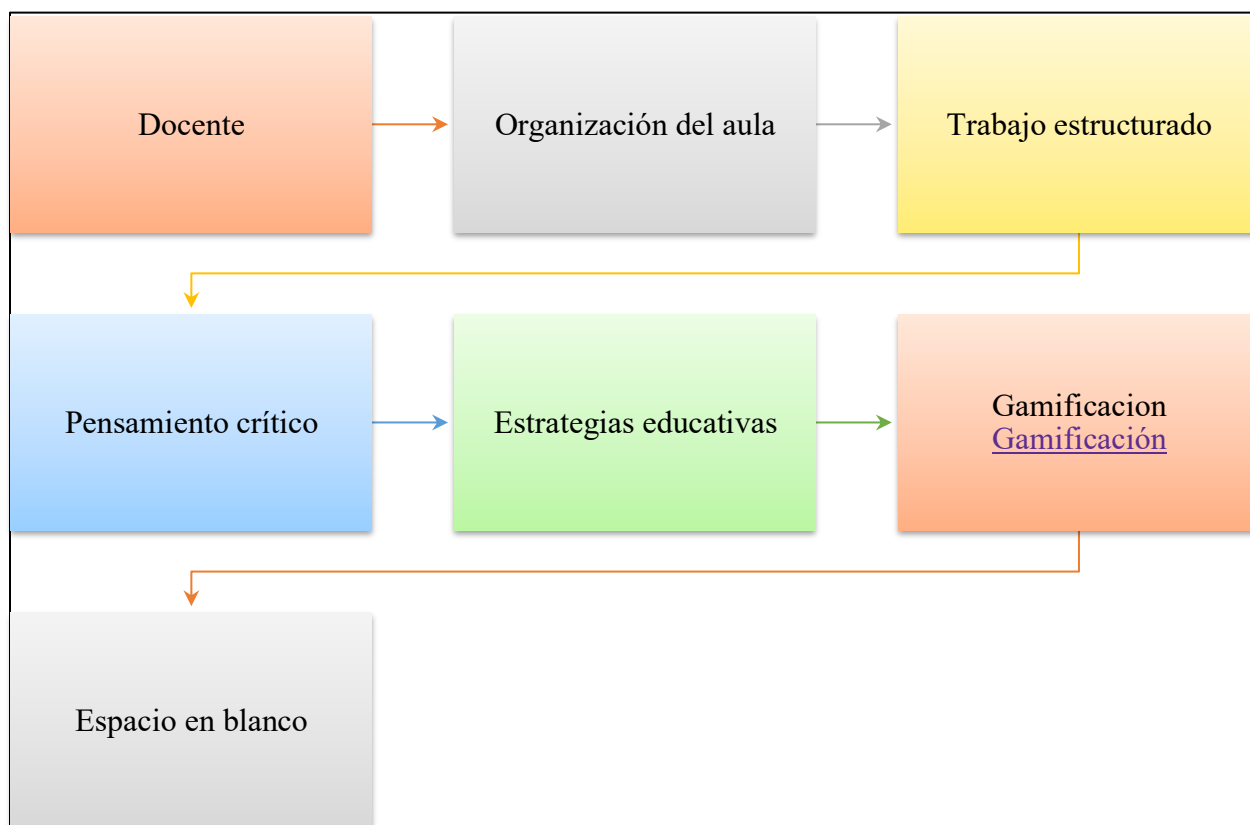 Docente
Organización del aula
Trabajo estructurado
Pensamiento crítico
Estrategias educativas
Gamificacion
Gamificación
Espacio en blanco